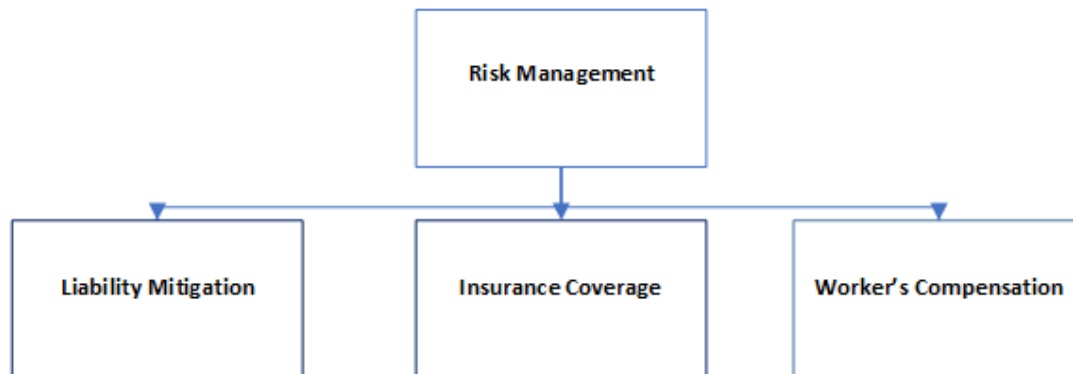 Risk Management
Liability Mitigation
Insurance Coverage
Worker’s Compensation